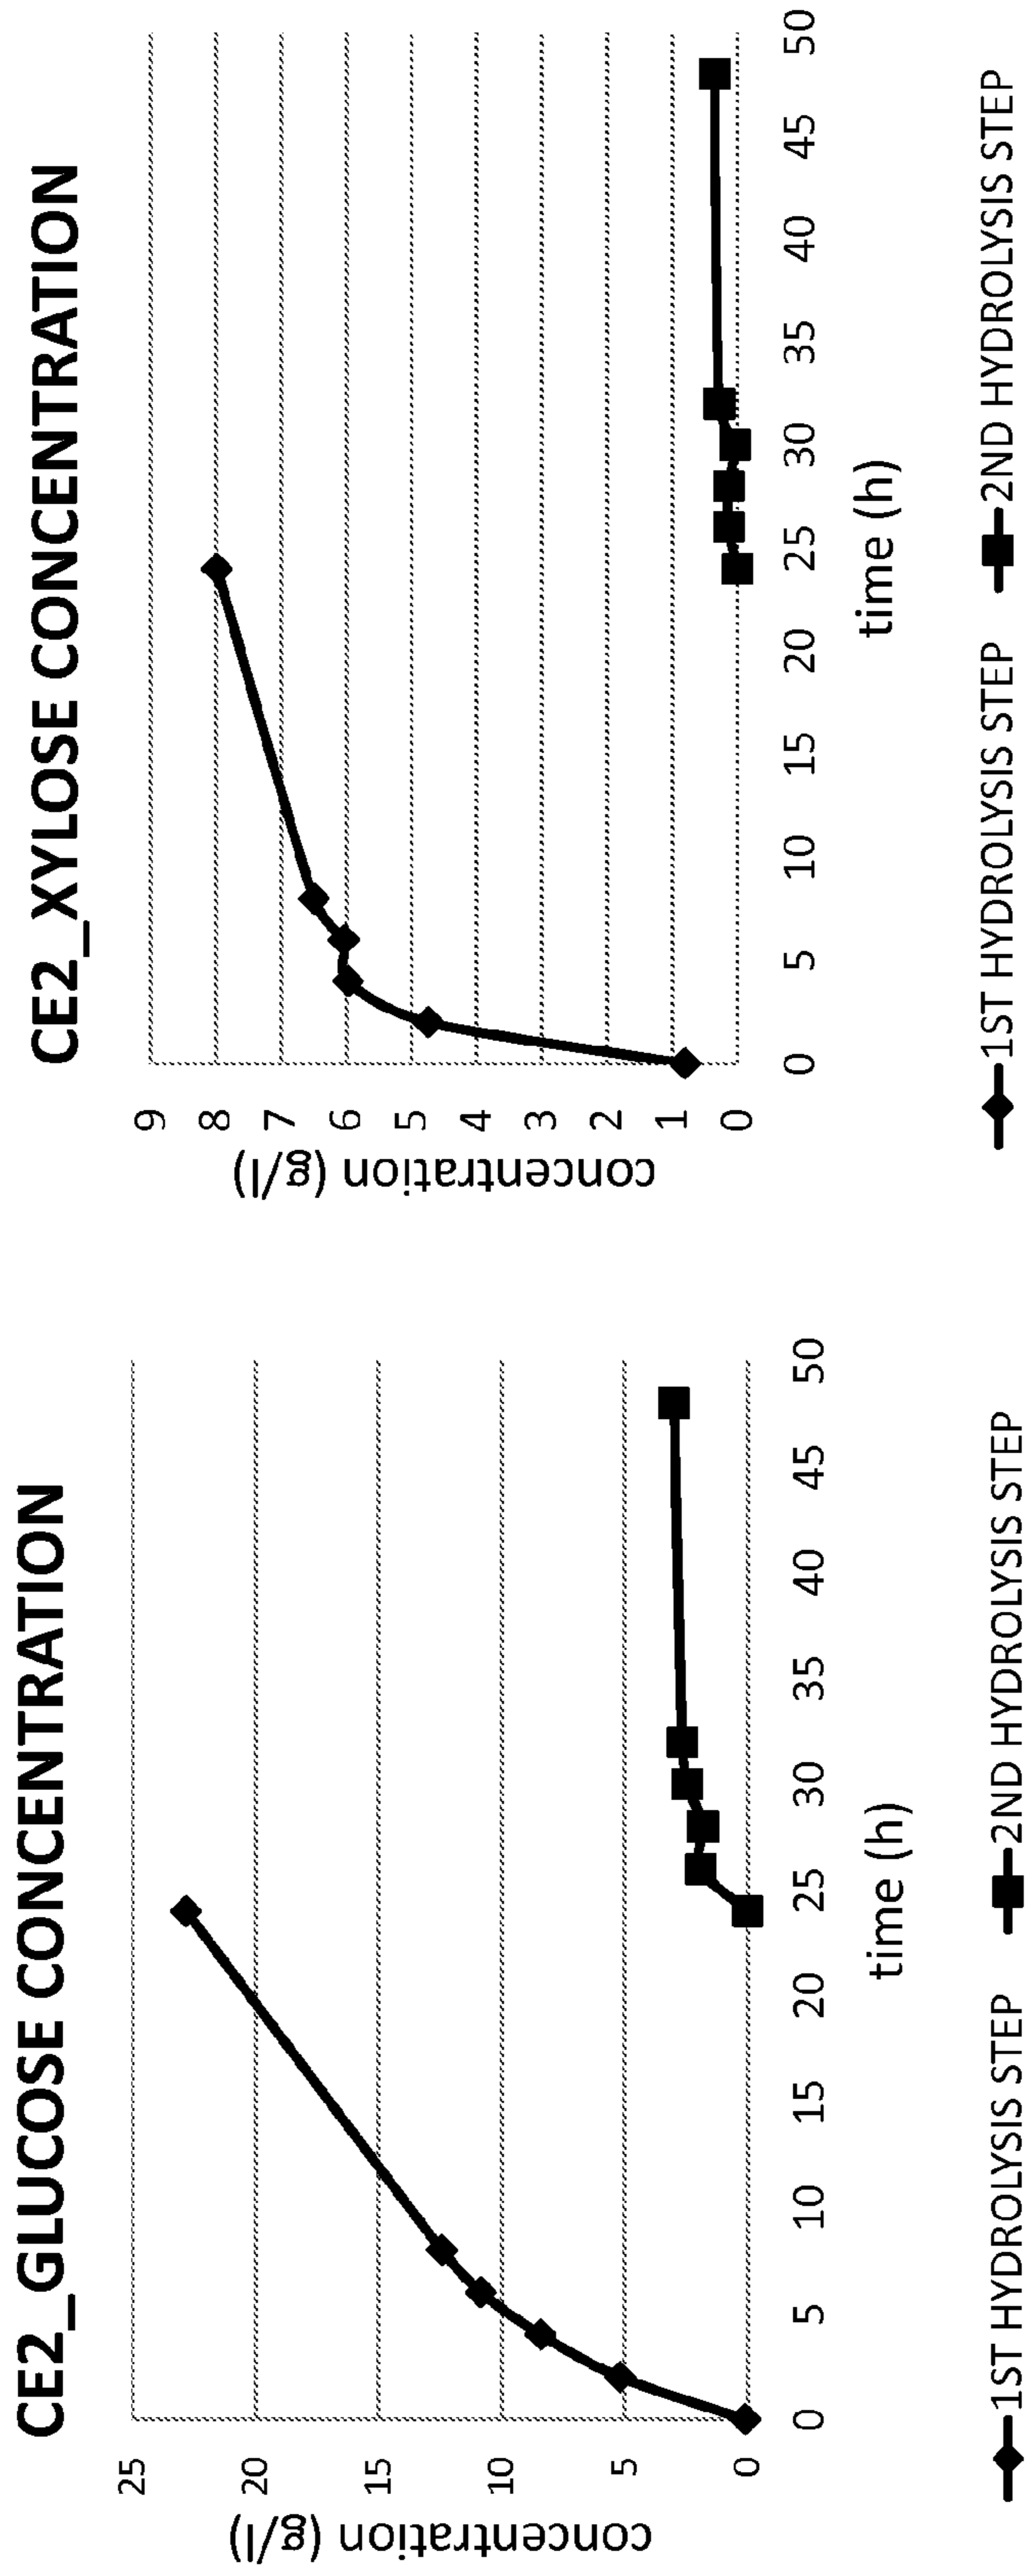 CE2_GLUCOSE CONCENTRATION
concentration (g/l)
25
20
15
10
5
0
0 5 10 15 20 25 30 35 40 45 50
time (h)
1ST HYDROLYSIS STEP 2ND HYDROLYSIS STEP
CE2_XYLOSE CONCENTRATION
concentration (g/l)
9
8
7
6
5
4
3
2
1
0
0 5 10 15 20 25 30 35 40 45 50
time (h)
1ST HYDROLYSIS STEP 2ND HYDROLYSIS STEP